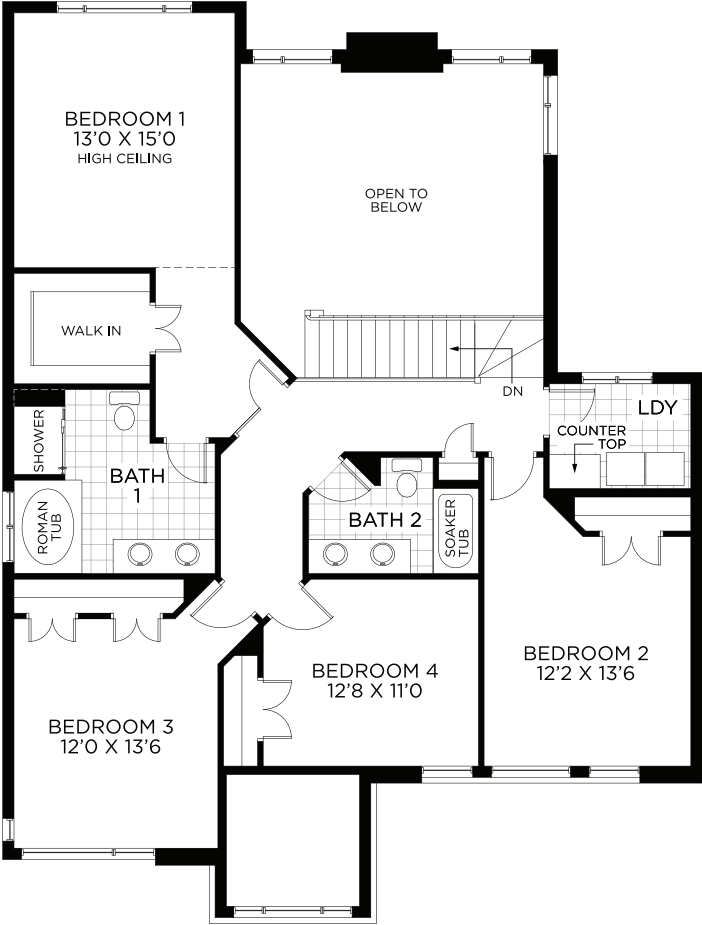 BEDROOM 1
13'0 X 15'0
HIGH CEILING
OPEN TO
BELOW
WALK IN
DN
LDY
COUNTER
TOP
SHOWER
BATH
1
ROMAN
TUB
BATH 2
SOAKER
TUB
BEDROOM 2
12'2 X 13'6
BEDROOM 4
12'8 X 11'0
BEDROOM 3
12'0 X 13'6